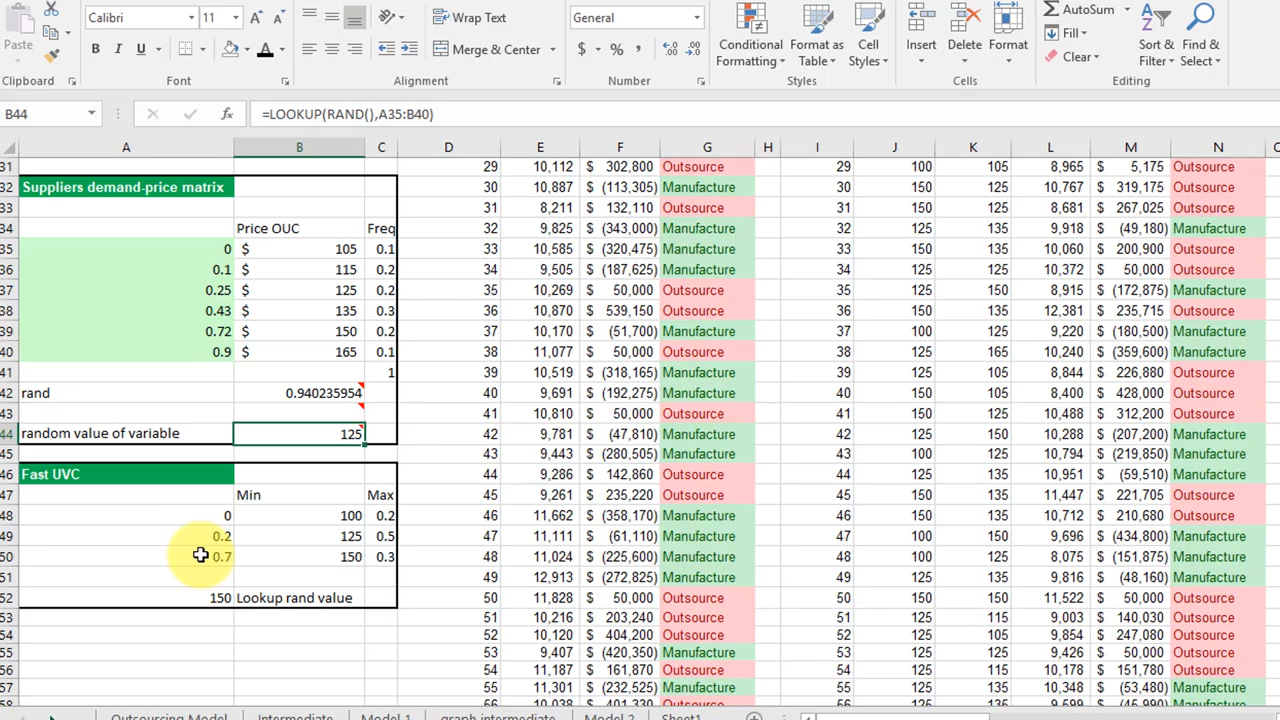 Calibri 11 Wrap Text General AutoSum
Paste Merge & Center Conditional Formatting Format as Table Cell Styles Insert Delete Format Fill Clear Sort & Filter Find & Select
Clipboard Font Alignment Number Styles Cells Editing
B44 =LOOKUP(RAND(),A35:B40)
A B C D E F G H I J K L M N
31 29 10,112 $ 302,800 Outsource 29 100 105 8,965 $ 5,175 Outsource
32 Suppliers demand-price matrix 30 10,887 $ (113,305) Manufacture 30 150 125 10,767 $ 319,175 Outsource
33 31 8,211 $ 132,110 Outsource 31 150 125 8,681 $ 267,025 Outsource
34 Price OUC Freq 32 9,825 $ (343,000) Manufacture 32 125 135 9,918 $ (49,180) Manufacture
35 0 $ 105 0.1 33 10,585 $ (320,475) Manufacture 33 150 135 10,060 $ 200,900 Outsource
36 0.1 $ 115 0.2 34 9,505 $ (187,625) Manufacture 34 125 125 10,372 $ 50,000 Outsource
37 0.25 $ 125 0.2 35 10,269 $ 50,000 Outsource 35 125 150 8,915 $ (172,875) Manufacture
38 0.43 $ 135 0.3 36 10,870 $ 539,150 Outsource 36 150 135 12,381 $ 235,715 Outsource
39 0.72 $ 150 0.2 37 10,170 $ (51,700) Manufacture 37 100 125 9,220 $ (180,500) Manufacture
40 0.9 $ 165 0.1 38 11,077 $ 50,000 Outsource 38 125 165 10,240 $ (359,600) Manufacture
41 1 39 10,519 $ (318,165) Manufacture 39 150 135 8,844 $ 226,880 Outsource
42 rand 0.940235954 40 9,691 $ (192,275) Manufacture 40 150 105 8,400 $ 428,000 Outsource
43 41 10,810 $ 50,000 Outsource 41 150 125 10,488 $ 312,200 Outsource
44 random value of variable 125 42 9,781 $ (47,810) Manufacture 42 125 150 10,288 $ (207,200) Manufacture
45 43 9,443 $ (280,505) Manufacture 43 100 125 10,794 $ (219,850) Manufacture
46 Fast UVC 44 9,286 $ 142,860 Outsource 44 125 135 10,951 $ (59,510) Manufacture
47 Min Max 45 9,261 $ 235,220 Outsource 45 150 135 11,447 $ 221,705 Outsource
48 0 100 0.2 46 11,662 $ (358,170) Manufacture 46 150 135 10,712 $ 210,680 Outsource
49 0.2 125 0.5 47 11,111 $ (61,110) Manufacture 47 100 150 9,696 $ (434,800) Manufacture
50 0.7 150 0.3 48 11,024 $ (225,600) Manufacture 48 100 125 8,075 $ (151,875) Manufacture
51 49 12,913 $ (272,825) Manufacture 49 125 135 9,816 $ (48,160) Manufacture
52 150 Lookup rand value 50 11,828 $ 50,000 Outsource 50 150 150 11,522 $ 50,000 Outsource
53 51 10,216 $ 203,240 Outsource 51 125 115 9,003 $ 140,030 Outsource
54 52 10,120 $ 404,200 Outsource 52 150 125 9,854 $ 247,080 Outsource
55 53 9,407 $ (420,350) Manufacture 53 125 125 9,426 $ 50,000 Outsource
56 54 11,187 $ 161,870 Outsource 54 125 115 10,178 $ 151,780 Outsource
57 55 11,301 $ (232,525) Manufacture 55 125 135 10,348 $ (53,480) Manufacture
Outsourcing Model Intermediate Model 1 graph intermediate Model 2 Sheet1